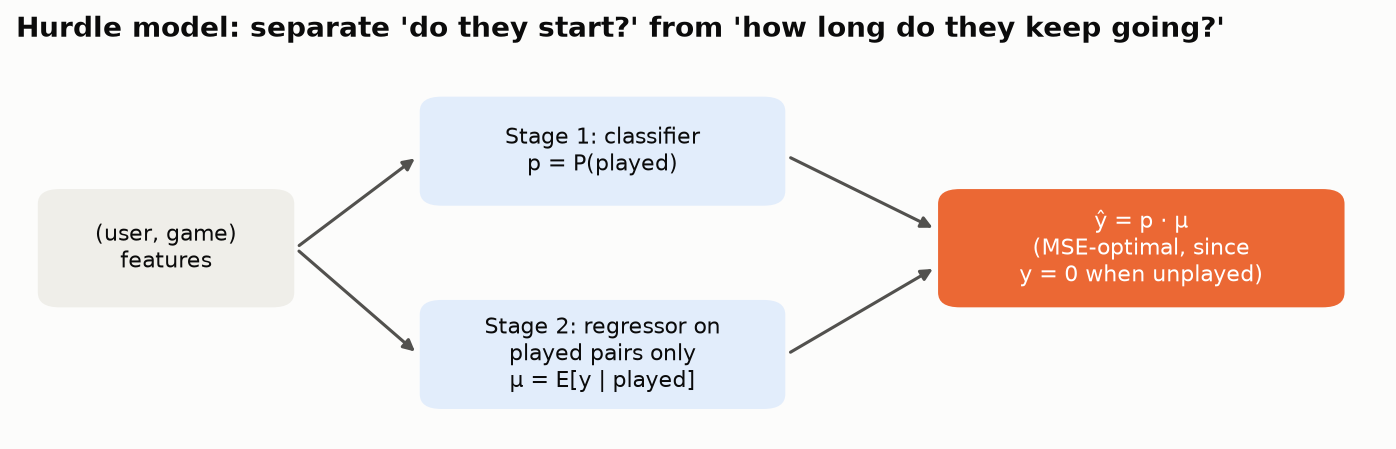 Hurdle model: separate 'do they start?' from 'how long do they keep going?'
(user, game)
features
Stage 1: classifier
p = P(played)
Stage 2: regressor on
played pairs only
μ = E[y | played]
ŷ = p · μ
(MSE-optimal, since
y = 0 when unplayed)